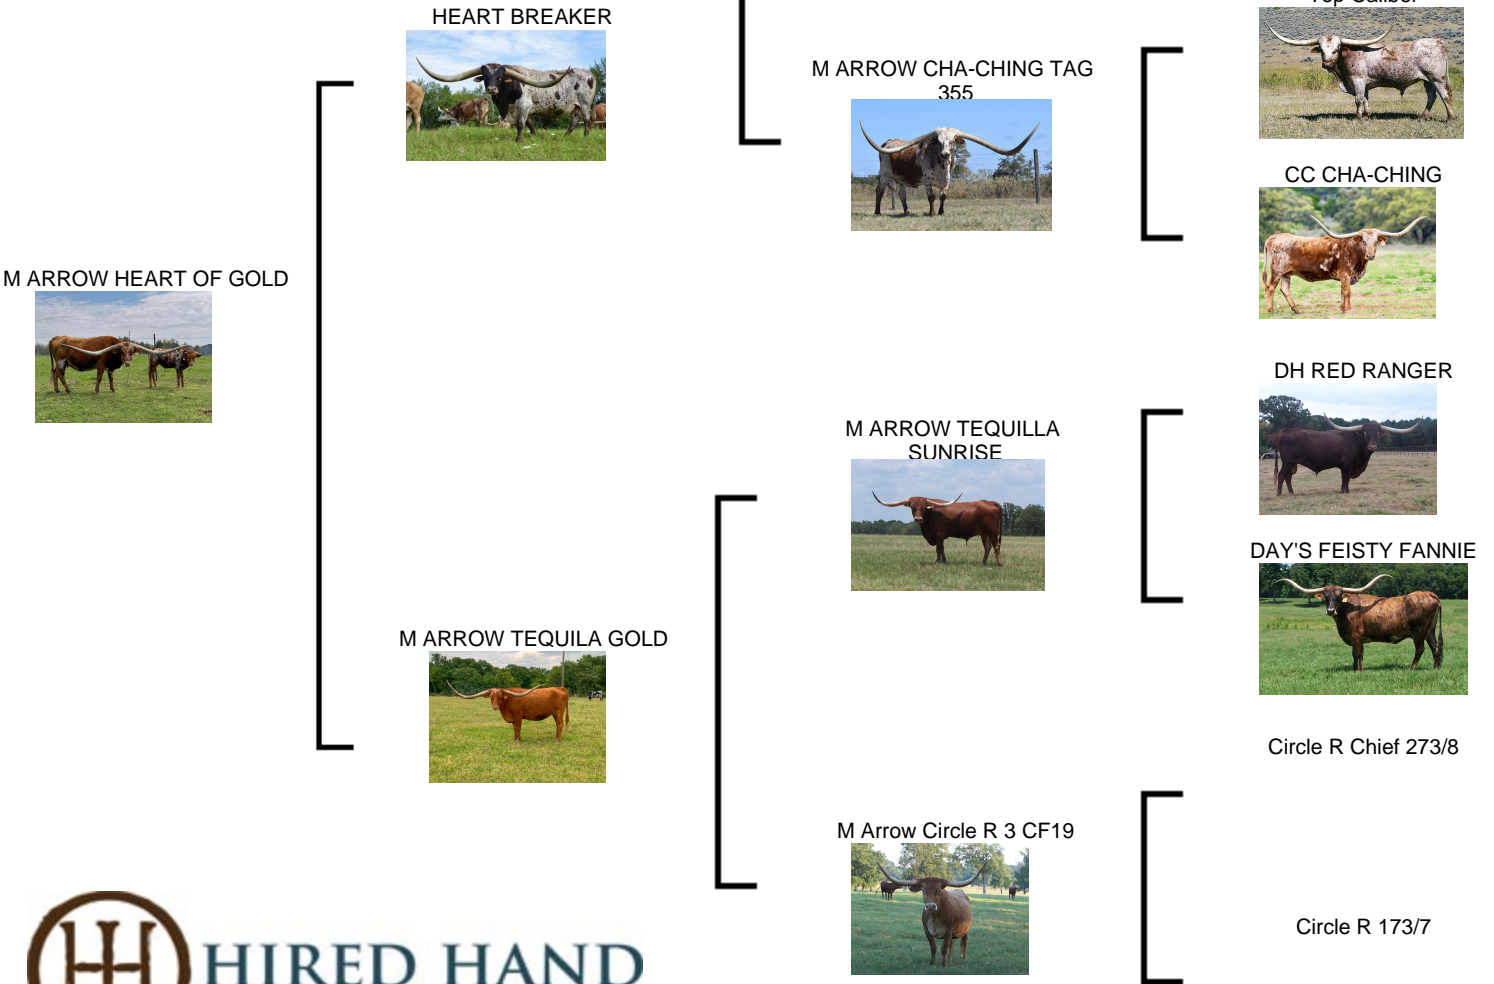 HEART BREAKER
M ARROW CHA-CHING TAG
355
CC CHA-CHING
M ARROW HEART OF GOLD
DH RED RANGER
M ARROW TEQUILLA
SUNRISE
DAY'S FEISTY FANNIE
M ARROW TEQUILA GOLD
Circle R Chief 273/8
M Arrow Circle R 3 CF19
Circle R 173/7
HIRED HAND